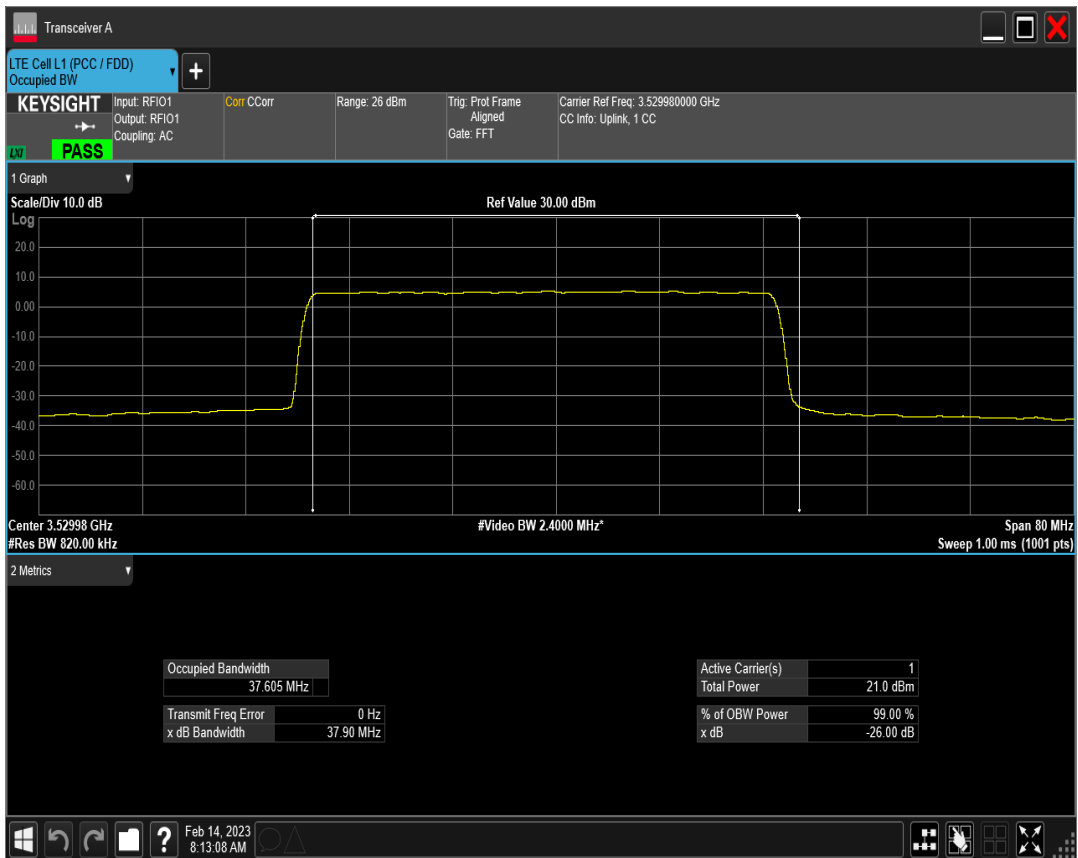 Transceiver A
LTE Cell L1 (PCC / FDD)
Occupied BW
+
KEYSIGHT
LXI
PASS
Input: RFIO1
Output: RFIO1
Coupling: AC
Corr CCorr
Range: 26 dBm
Trig: Prot Frame
Aligned
Gate: FFT
Carrier Ref Freq: 3.529980000 GHz
CC Info: Uplink, 1 CC
1 Graph
Scale/Div 10.0 dB
Ref Value 30.00 dBm
Log
20.0
10.0
0.00
-10.0
-20.0
-30.0
-40.0
-50.0
-60.0
Center 3.52998 GHz
#Video BW 2.4000 MHz*
Span 80 MHz
#Res BW 820.00 kHz
Sweep 1.00 ms (1001 pts)
2 Metrics
Occupied Bandwidth
37.605 MHz
Transmit Freq Error 0 Hz
x dB Bandwidth 37.90 MHz
Active Carrier(s) 1
Total Power 21.0 dBm
% of OBW Power 99.00 %
x dB -26.00 dB
?
Feb 14, 2023
8:13:08 AM